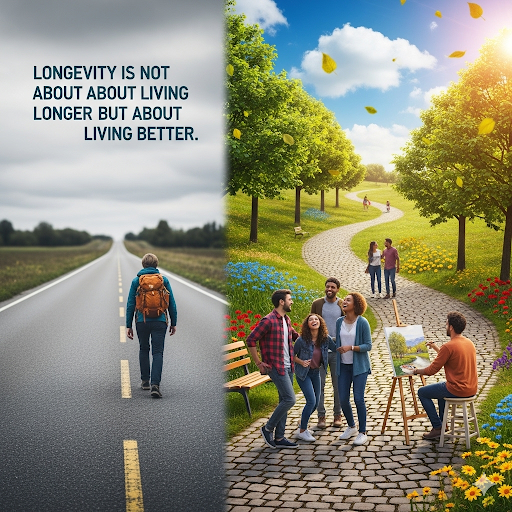 LONGEVITY IS NOT
ABOUT ABOUT LIVING
LONGER BUT ABOUT
LIVING BETTER.